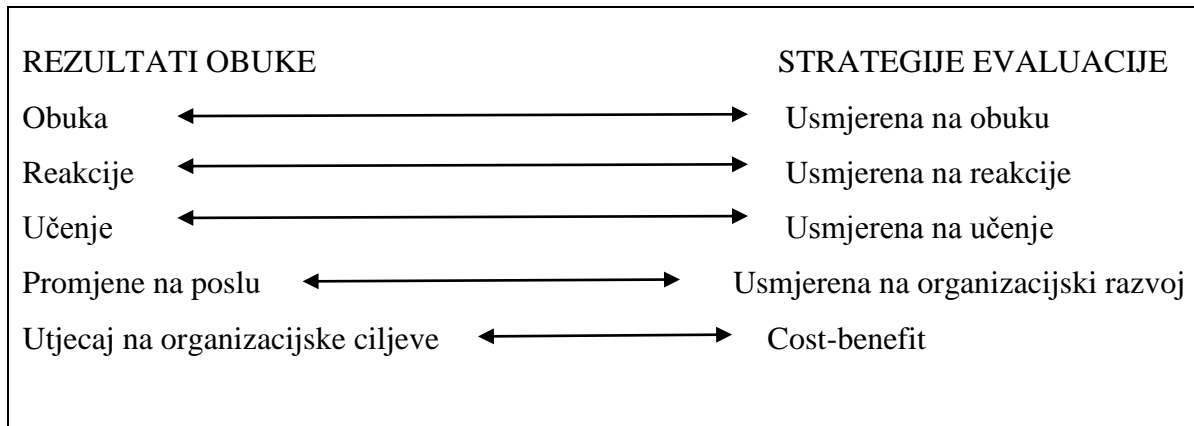 REZULTATI OBUKE STRATEGIJE EVALUACIJE
Obuka Usmjerena na obuku
Reakcije Usmjerena na reakcije
Učenje Usmjerena na učenje
Promjene na poslu Usmjerena na organizacijski razvoj
Utjecaj na organizacijske ciljeve Cost-benefit